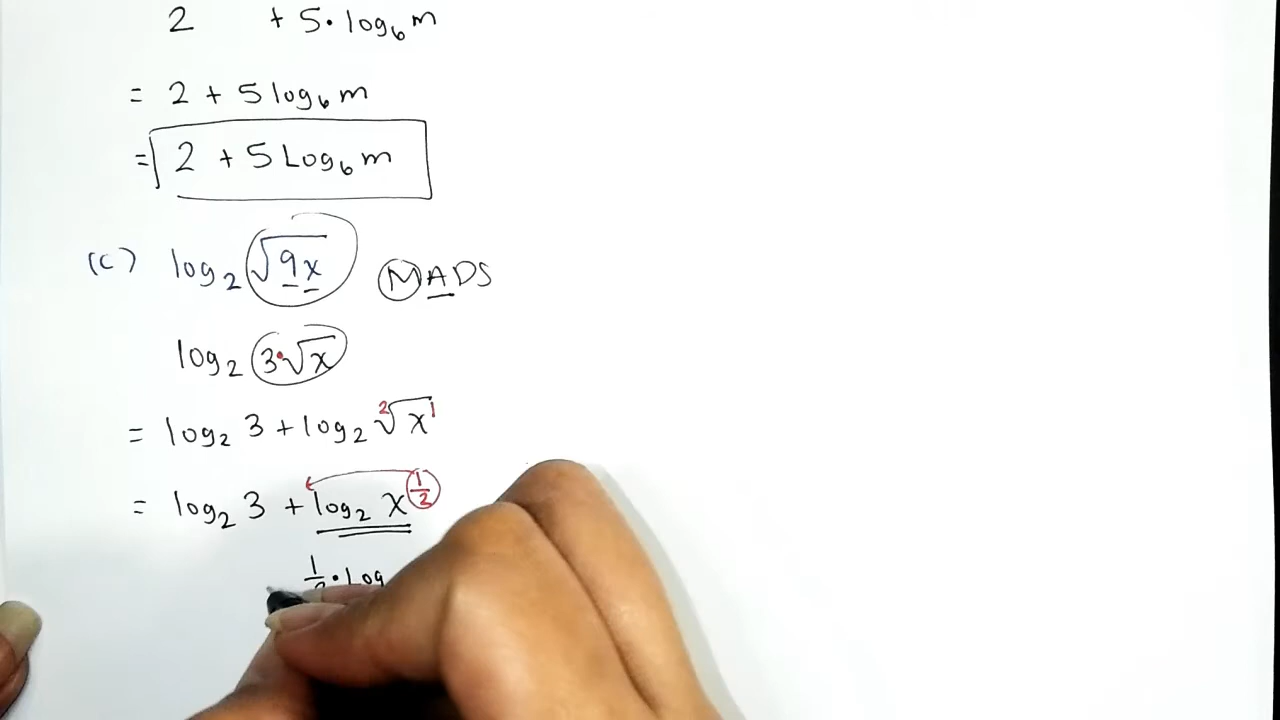 2 + 5·log₆m
= 2 + 5 log₆ m
= 2 + 5 Log₆ m
(c) log₂ √9x MADS
log₂ 3·√x
= log₂ 3 + log₂ ²√x¹
= log₂ 3 + log₂ x^½
· Log